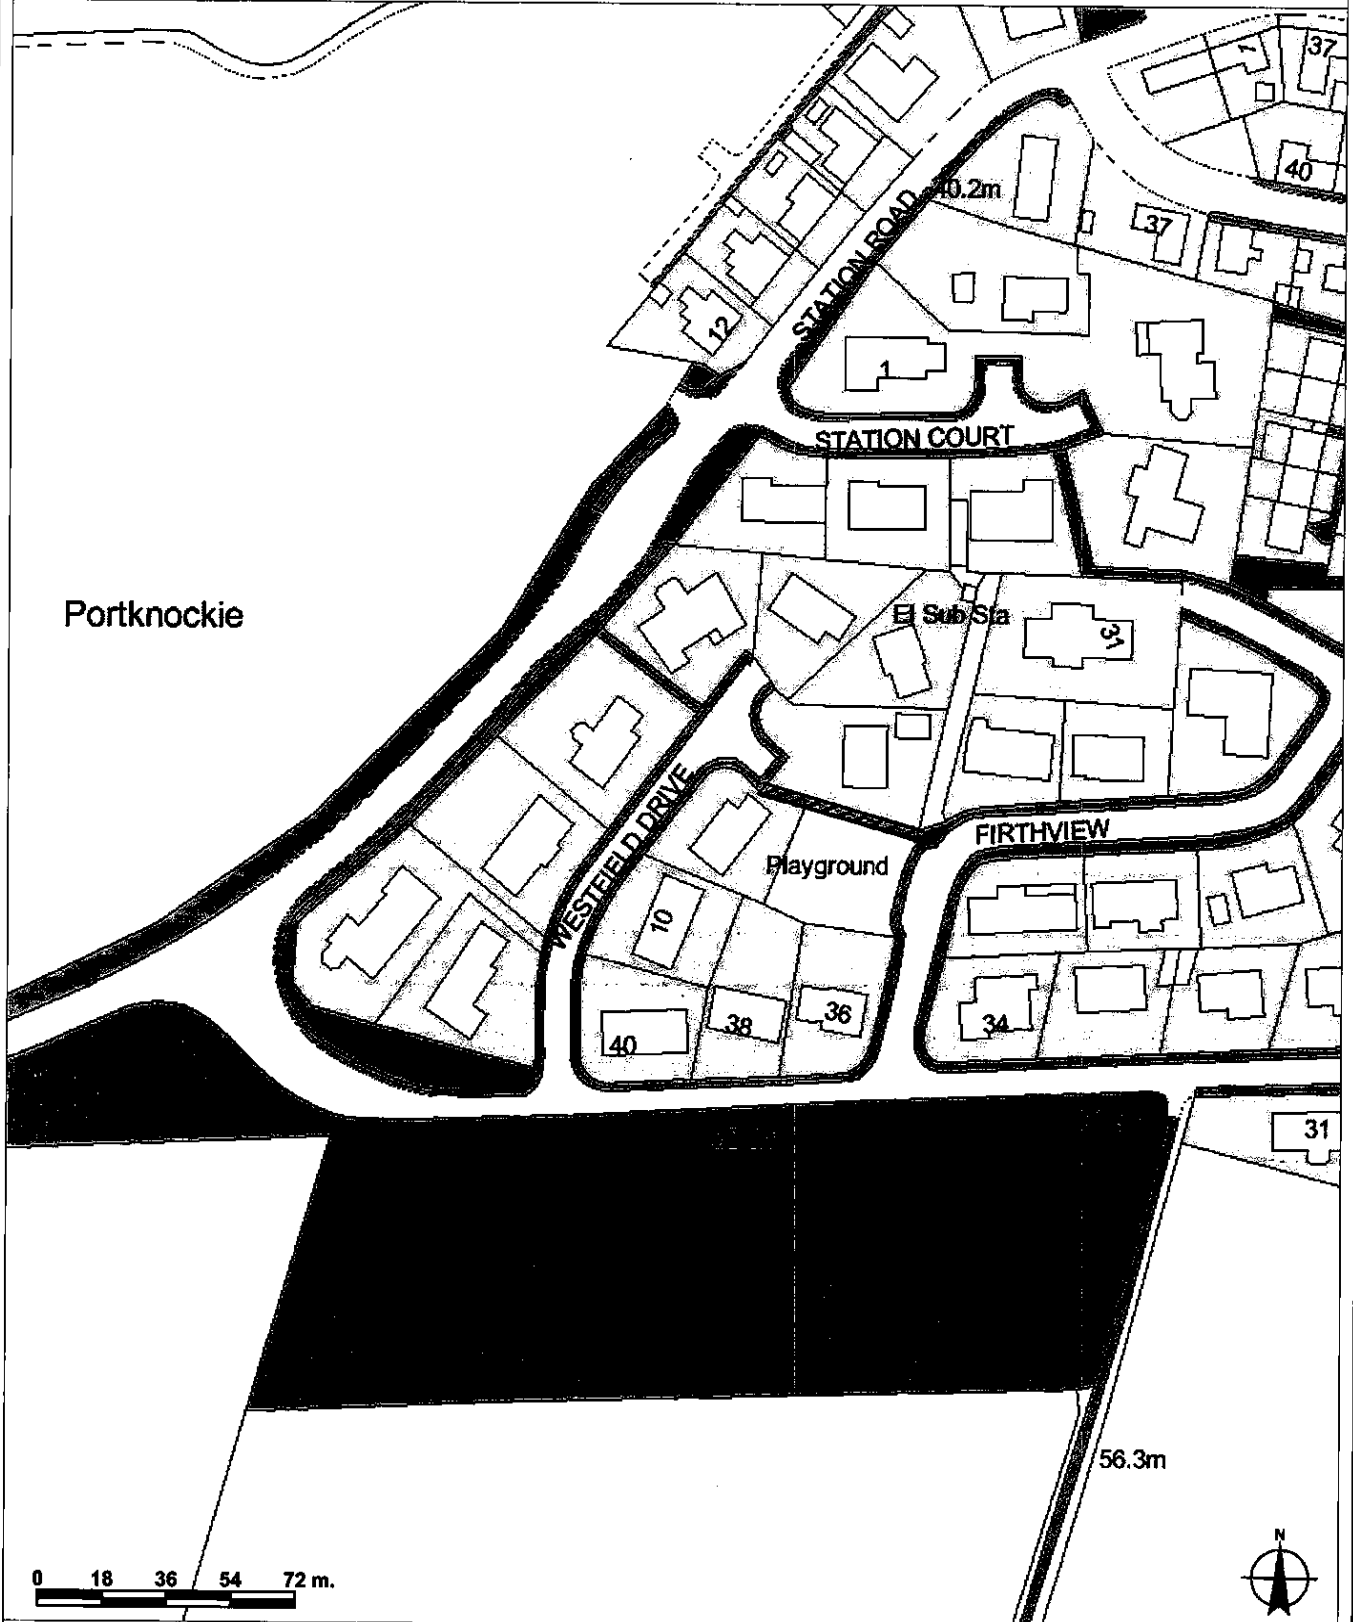 1
37
40
40.2m
37
STATION ROAD
12
1
STATION COURT
Portknockie
El Sub Sta
31
WESTFIELD DRIVE
FIRTHVIEW
Playground
10
40
38
36
34
31
56.3m
N
0 18 36 54 72 m.